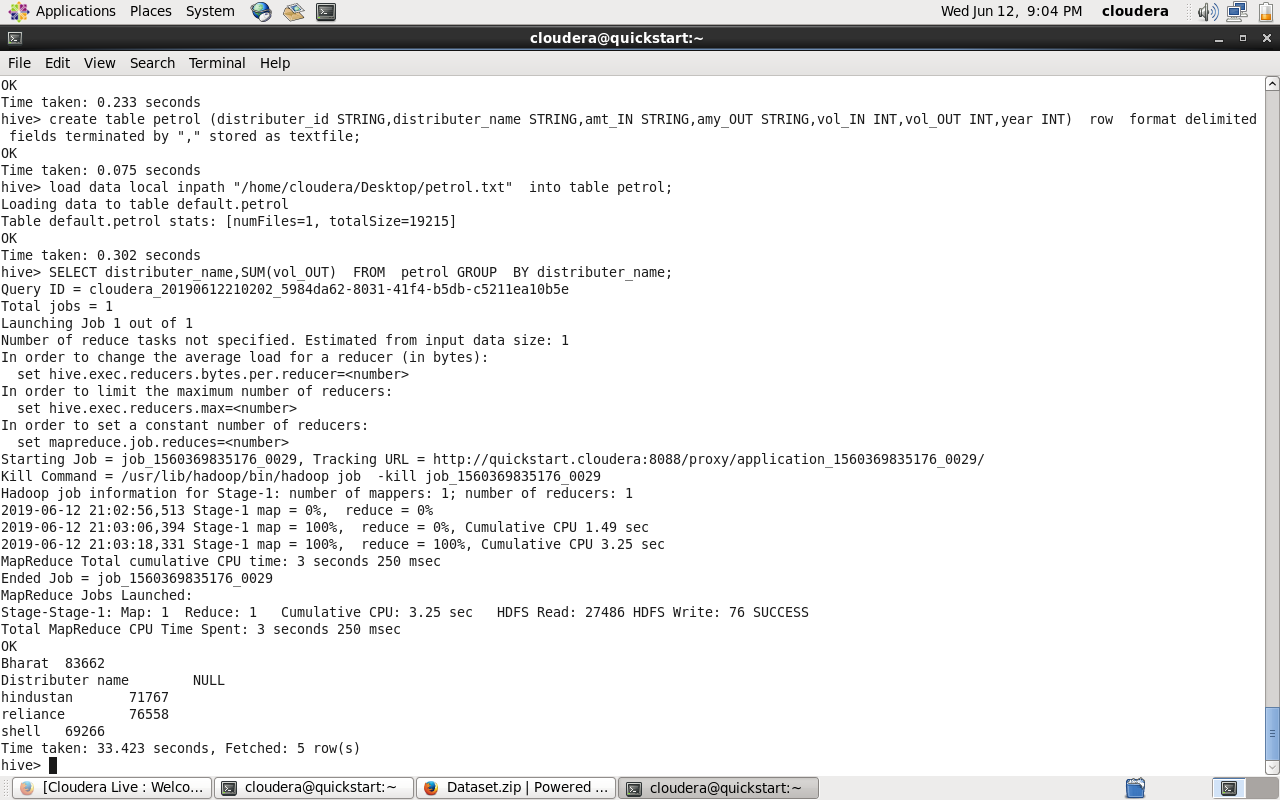 Applications Places System Wed Jun 12, 9:04 PM cloudera
cloudera@quickstart:~
File Edit View Search Terminal Help
OK
Time taken: 0.233 seconds
hive> create table petrol (distributer_id STRING,distributer_name STRING,amt_IN STRING,amy_OUT STRING,vol_IN INT,vol_OUT INT,year INT)  row  format delimited
 fields terminated by "," stored as textfile;
OK
Time taken: 0.075 seconds
hive> load data local inpath "/home/cloudera/Desktop/petrol.txt"  into table petrol;
Loading data to table default.petrol
Table default.petrol stats: [numFiles=1, totalSize=19215]
OK
Time taken: 0.302 seconds
hive> SELECT distributer_name,SUM(vol_OUT)  FROM  petrol GROUP  BY distributer_name;
Query ID = cloudera_20190612210202_5984da62-8031-41f4-b5db-c5211ea10b5e
Total jobs = 1
Launching Job 1 out of 1
Number of reduce tasks not specified. Estimated from input data size: 1
In order to change the average load for a reducer (in bytes):
  set hive.exec.reducers.bytes.per.reducer=<number>
In order to limit the maximum number of reducers:
  set hive.exec.reducers.max=<number>
In order to set a constant number of reducers:
  set mapreduce.job.reduces=<number>
Starting Job = job_1560369835176_0029, Tracking URL = http://quickstart.cloudera:8088/proxy/application_1560369835176_0029/
Kill Command = /usr/lib/hadoop/bin/hadoop job  -kill job_1560369835176_0029
Hadoop job information for Stage-1: number of mappers: 1; number of reducers: 1
2019-06-12 21:02:56,513 Stage-1 map = 0%,  reduce = 0%
2019-06-12 21:03:06,394 Stage-1 map = 100%,  reduce = 0%, Cumulative CPU 1.49 sec
2019-06-12 21:03:18,331 Stage-1 map = 100%,  reduce = 100%, Cumulative CPU 3.25 sec
MapReduce Total cumulative CPU time: 3 seconds 250 msec
Ended Job = job_1560369835176_0029
MapReduce Jobs Launched:
Stage-Stage-1: Map: 1  Reduce: 1   Cumulative CPU: 3.25 sec   HDFS Read: 27486 HDFS Write: 76 SUCCESS
Total MapReduce CPU Time Spent: 3 seconds 250 msec
OK
Bharat  83662
Distributer name        NULL
hindustan       71767
reliance        76558
shell   69266
Time taken: 33.423 seconds, Fetched: 5 row(s)
hive>
[Cloudera Live : Welco... cloudera@quickstart:~ Dataset.zip | Powered ... cloudera@quickstart:~